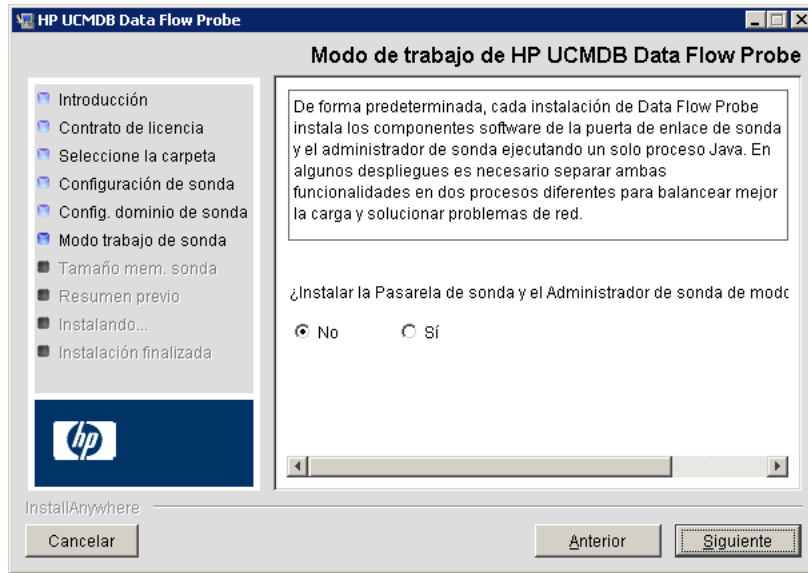 HP UCMDB Data Flow Probe
Modo de trabajo de HP UCMDB Data Flow Probe
Introducción
Contrato de licencia
Seleccione la carpeta
Configuración de sonda
Config. dominio de sonda
Modo trabajo de sonda
Tamaño mem. sonda
Resumen previo
Instalando...
Instalación finalizada
hp
De forma predeterminada, cada instalación de Data Flow Probe
instala los componentes software de la puerta de enlace de sonda
y el administrador de sonda ejecutando un solo proceso Java. En
algunos despliegues es necesario separar ambas
funcionalidades en dos procesos diferentes para balancear mejor
la carga y solucionar problemas de red.
¿Instalar la Pasarela de sonda y el Administrador de sonda de modo
No
Sí
InstallAnywhere
Cancelar
Anterior
Siguiente